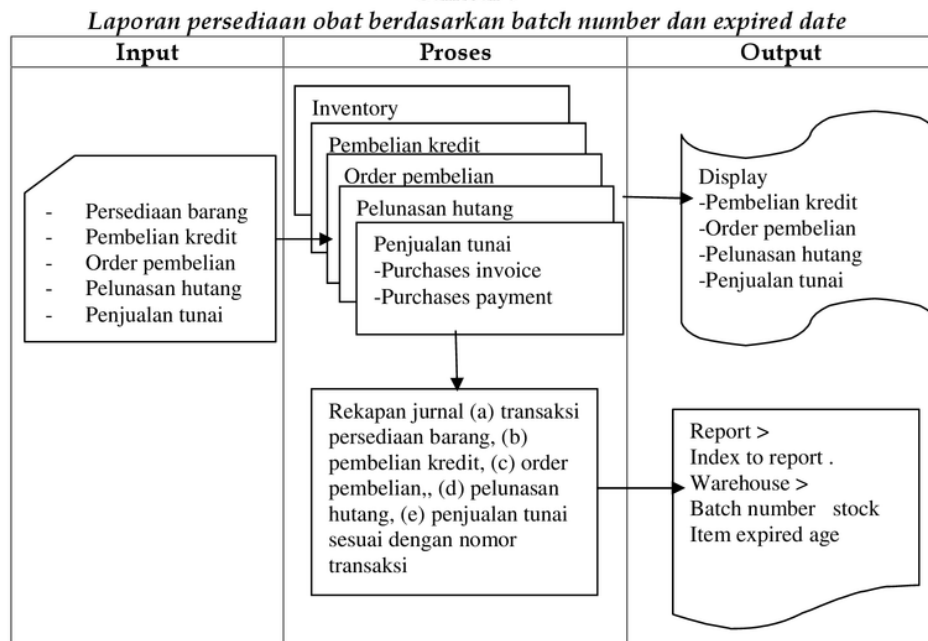 Laporan persediaan obat berdasarkan batch number dan expired date
Input
Proses
Output
- Persediaan barang
- Pembelian kredit
- Order pembelian
- Pelunasan hutang
- Penjualan tunai
Inventory
Pembelian kredit
Order pembelian
Pelunasan hutang
Penjualan tunai
-Purchases invoice
-Purchases payment
Display
-Pembelian kredit
-Order pembelian
-Pelunasan hutang
-Penjualan tunai
Rekapan jurnal (a) transaksi
persediaan barang, (b)
pembelian kredit, (c) order
pembelian,, (d) pelunasan
hutang, (e) penjualan tunai
sesuai dengan nomor
transaksi
Report >
Index to report .
Warehouse >
Batch number stock
Item expired age